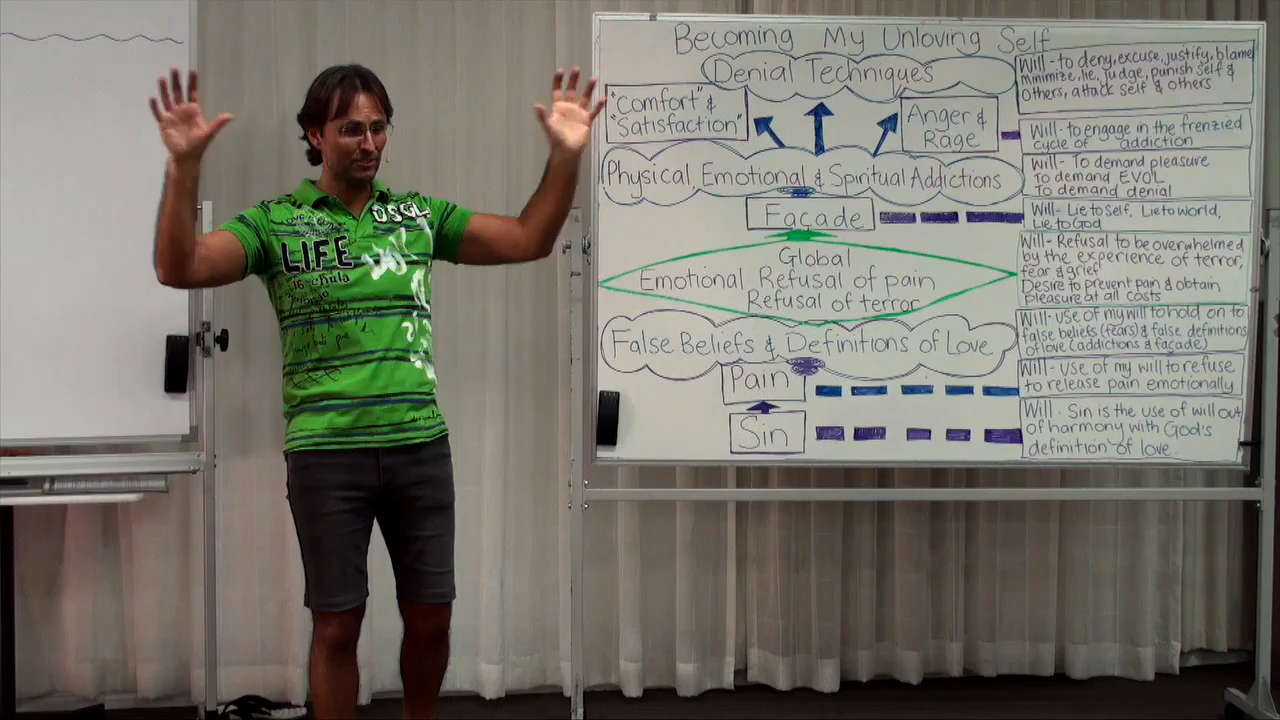 Becoming My Unloving Self
Denial Techniques
"Comfort" &
"Satisfaction"
Anger &
Rage
Physical Emotional & Spiritual Addictions
Façade
Global
Emotional Refusal of pain
Refusal of terror
False Beliefs & Definitions of Love
Pain
Sin
Will - to deny, excuse, justify, blame
minimize, lie, judge, punish self &
others, attack self & others
Will - to engage in the frenzied
cycle of addiction
Will - To demand pleasure
To demand EVOL
To demand denial
Will - Lie to Self, Lie to world,
Lie to God
Will - Refusal to be overwhelmed
by the experience of terror,
fear & grief
Desire to prevent pain & obtain
pleasure at all costs
Will - use of my will to hold on to
false beliefs (fears) & false definitions
of love (addictions & façade)
Will - use of my will to refuse
to release pain emotionally
Will - Sin is the use of will out
of harmony with God's
definition of love
OSSGL
LIFE
is-chula